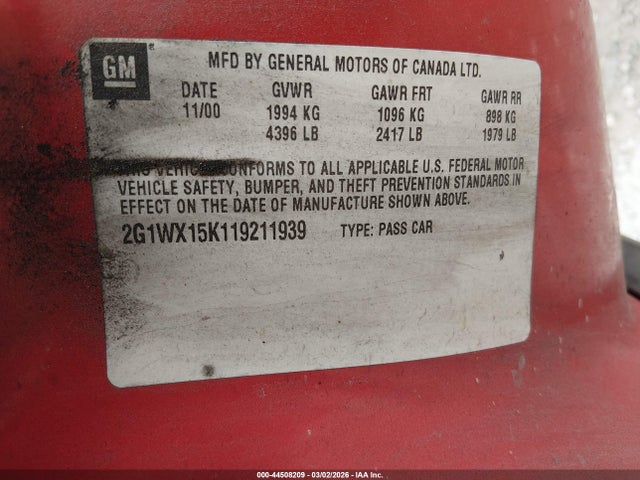 GM
MFD BY GENERAL MOTORS OF CANADA LTD.
DATE GVWR GAWR FRT GAWR RR
11/00 1994 KG 1096 KG 898 KG
4396 LB 2417 LB 1979 LB
THIS VEHICLE CONFORMS TO ALL APPLICABLE U.S. FEDERAL MOTOR
VEHICLE SAFETY, BUMPER, AND THEFT PREVENTION STANDARDS IN
EFFECT ON THE DATE OF MANUFACTURE SHOWN ABOVE.
2G1WX15K119211939 TYPE: PASS CAR
000-44508209 - 03/02/2026 - IAA Inc.